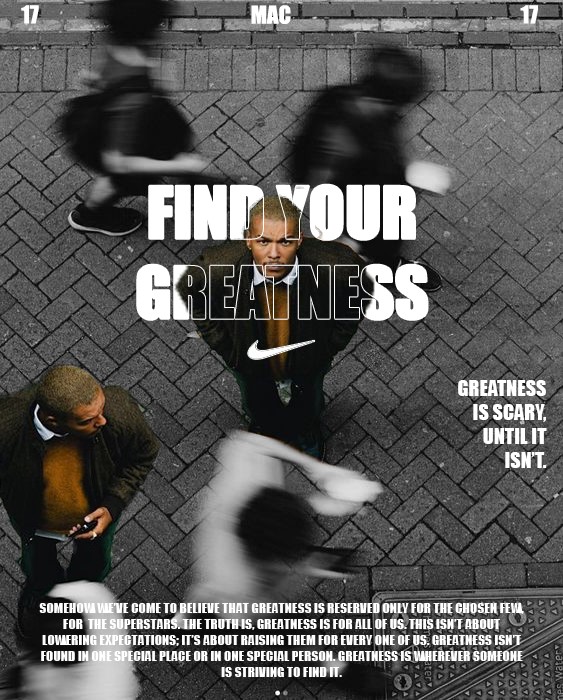 17 MAC 17
FIND YOUR
GREATNESS
GREATNESS
IS SCARY,
UNTIL IT
ISN'T.
SOMEHOW WE'VE COME TO BELIEVE THAT GREATNESS IS RESERVED ONLY FOR THE CHOSEN FEW,
FOR THE SUPERSTARS. THE TRUTH IS, GREATNESS IS FOR ALL OF US. THIS ISN'T ABOUT
LOWERING EXPECTATIONS; IT'S ABOUT RAISING THEM FOR EVERY ONE OF US. GREATNESS ISN'T
FOUND IN ONE SPECIAL PLACE OR IN ONE SPECIAL PERSON. GREATNESS IS WHEREVER SOMEONE
IS STRIVING TO FIND IT.
Water